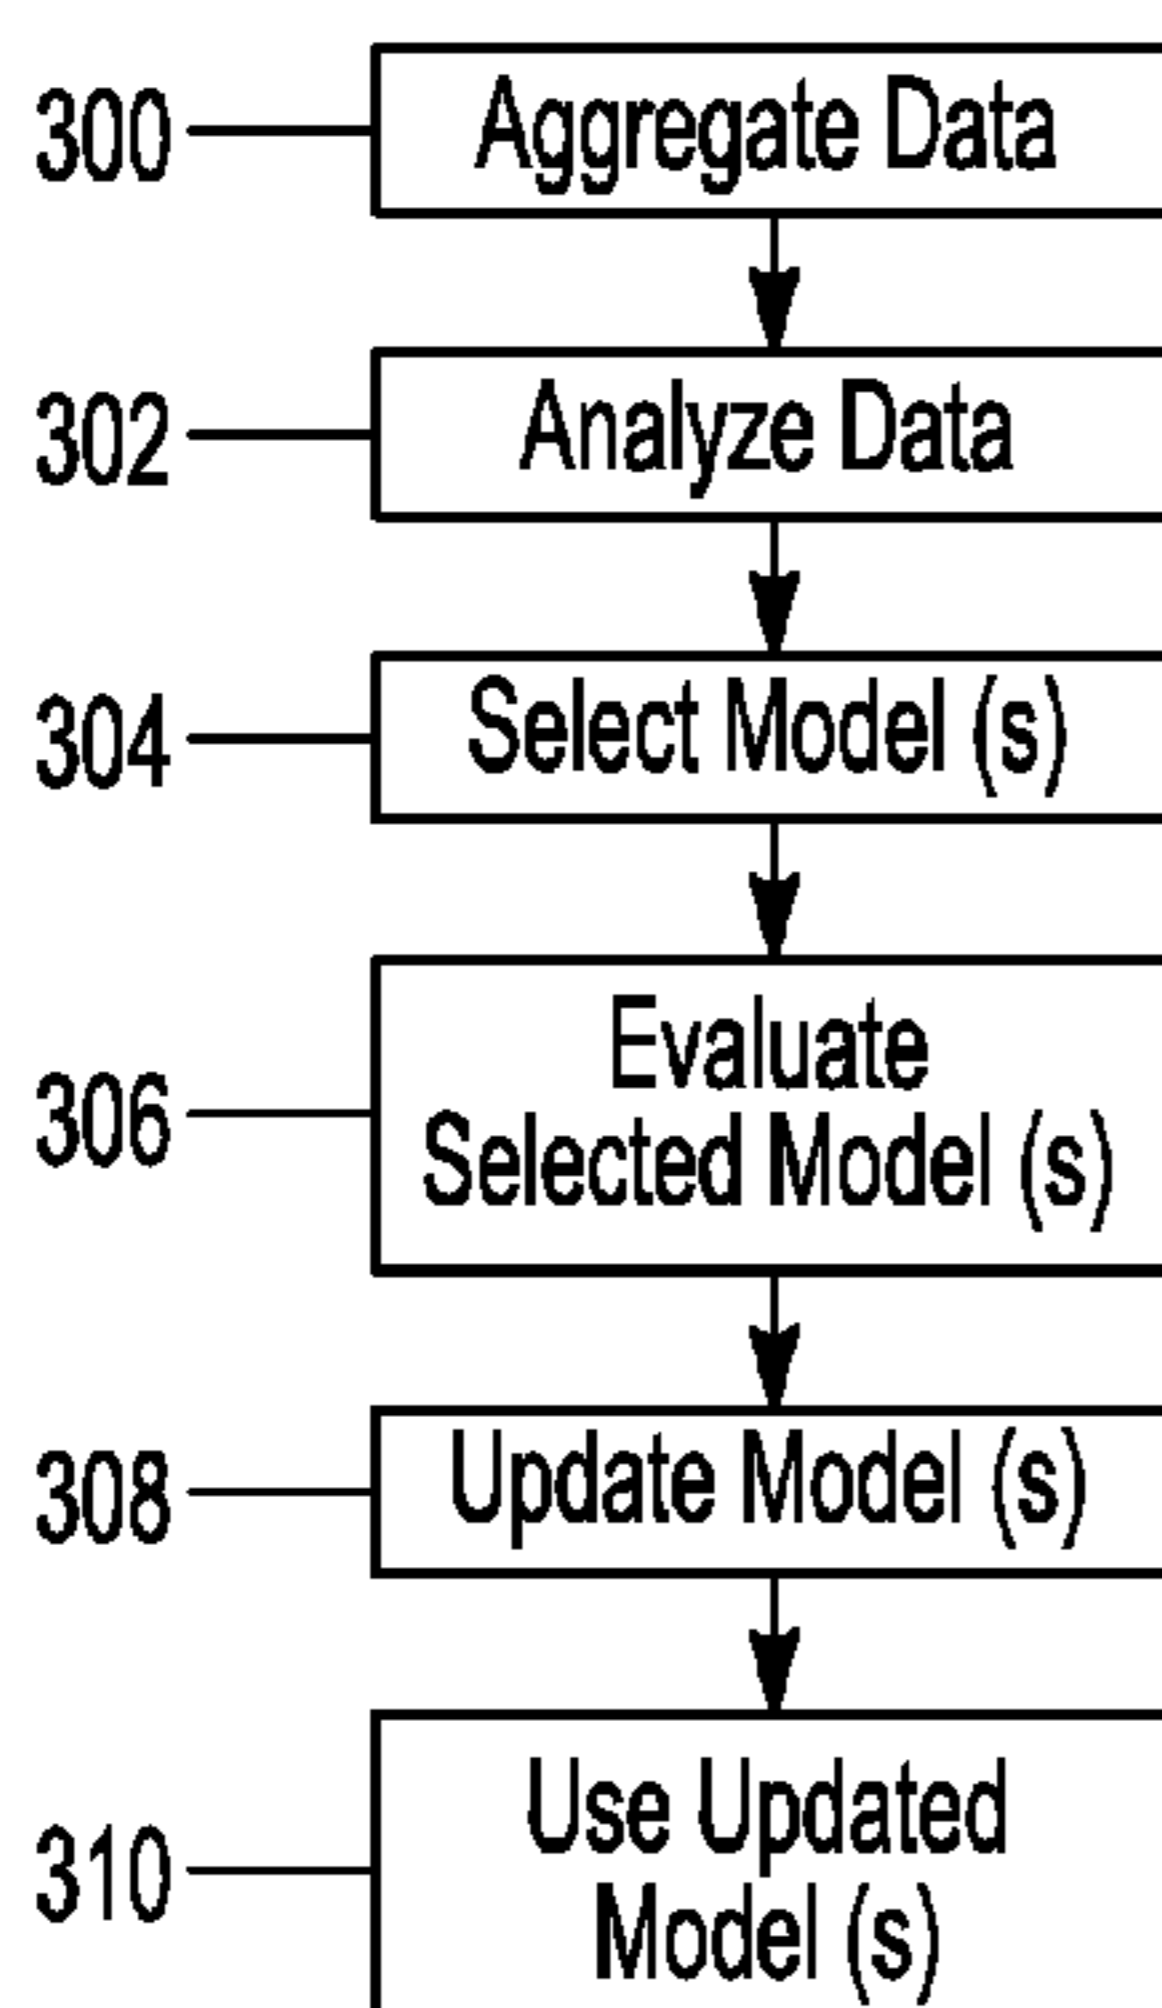 300 Aggregate Data
302 Analyze Data
304 Select Model (s)
306 Evaluate
Selected Model (s)
308 Update Model (s)
310 Use Updated
Model (s)